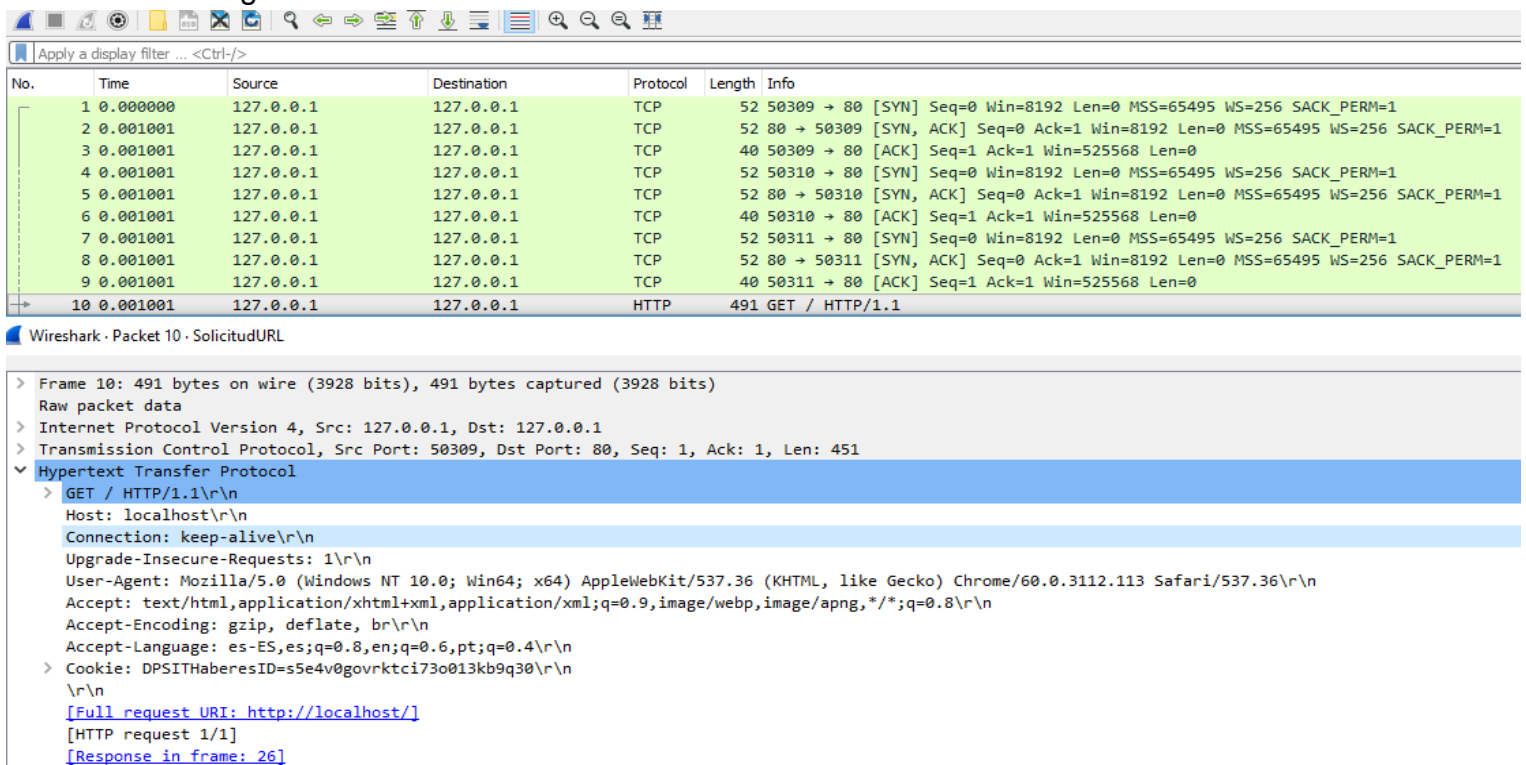 Apply a display filter ... <Ctrl-/>
No. Time Source Destination Protocol Length Info
1 0.000000 127.0.0.1 127.0.0.1 TCP 52 50309 → 80 [SYN] Seq=0 Win=8192 Len=0 MSS=65495 WS=256 SACK_PERM=1
2 0.001001 127.0.0.1 127.0.0.1 TCP 52 80 → 50309 [SYN, ACK] Seq=0 Ack=1 Win=8192 Len=0 MSS=65495 WS=256 SACK_PERM=1
3 0.001001 127.0.0.1 127.0.0.1 TCP 40 50309 → 80 [ACK] Seq=1 Ack=1 Win=525568 Len=0
4 0.001001 127.0.0.1 127.0.0.1 TCP 52 50310 → 80 [SYN] Seq=0 Win=8192 Len=0 MSS=65495 WS=256 SACK_PERM=1
5 0.001001 127.0.0.1 127.0.0.1 TCP 52 80 → 50310 [SYN, ACK] Seq=0 Ack=1 Win=8192 Len=0 MSS=65495 WS=256 SACK_PERM=1
6 0.001001 127.0.0.1 127.0.0.1 TCP 40 50310 → 80 [ACK] Seq=1 Ack=1 Win=525568 Len=0
7 0.001001 127.0.0.1 127.0.0.1 TCP 52 50311 → 80 [SYN] Seq=0 Win=8192 Len=0 MSS=65495 WS=256 SACK_PERM=1
8 0.001001 127.0.0.1 127.0.0.1 TCP 52 80 → 50311 [SYN, ACK] Seq=0 Ack=1 Win=8192 Len=0 MSS=65495 WS=256 SACK_PERM=1
9 0.001001 127.0.0.1 127.0.0.1 TCP 40 50311 → 80 [ACK] Seq=1 Ack=1 Win=525568 Len=0
10 0.001001 127.0.0.1 127.0.0.1 HTTP 491 GET / HTTP/1.1
Wireshark · Packet 10 · SolicitudURL
Frame 10: 491 bytes on wire (3928 bits), 491 bytes captured (3928 bits)
Raw packet data
Internet Protocol Version 4, Src: 127.0.0.1, Dst: 127.0.0.1
Transmission Control Protocol, Src Port: 50309, Dst Port: 80, Seq: 1, Ack: 1, Len: 451
Hypertext Transfer Protocol
GET / HTTP/1.1\r\n
Host: localhost\r\n
Connection: keep-alive\r\n
Upgrade-Insecure-Requests: 1\r\n
User-Agent: Mozilla/5.0 (Windows NT 10.0; Win64; x64) AppleWebKit/537.36 (KHTML, like Gecko) Chrome/60.0.3112.113 Safari/537.36\r\n
Accept: text/html,application/xhtml+xml,application/xml;q=0.9,image/webp,image/apng,*/*;q=0.8\r\n
Accept-Encoding: gzip, deflate, br\r\n
Accept-Language: es-ES,es;q=0.8,en;q=0.6,pt;q=0.4\r\n
Cookie: DPSITHaberesID=s5e4v0govrktci73o013kb9q30\r\n
\r\n
[Full request URI: http://localhost/]
[HTTP request 1/1]
[Response in frame: 26]